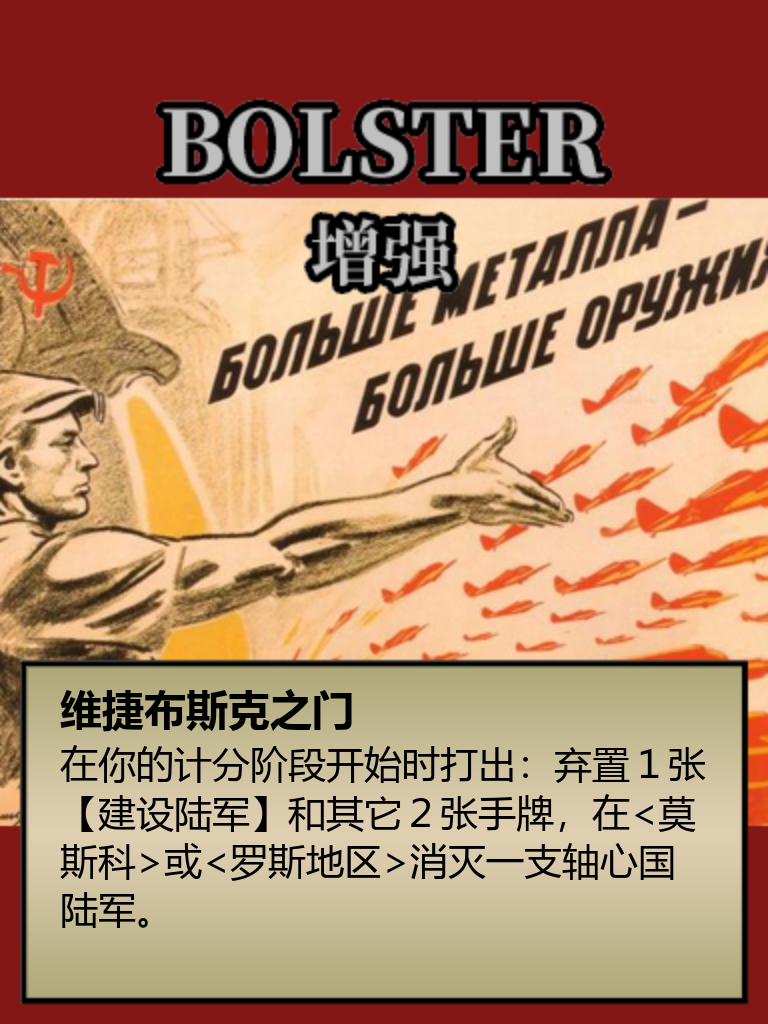 BOLSTER
增强
БОЛЬШЕ МЕТАЛЛА –
БОЛЬШЕ ОРУЖИЯ
维捷布斯克之门
在你的计分阶段开始时打出：弃置１张
【建设陆军】和其它２张手牌，在<莫
斯科>或<罗斯地区>消灭一支轴心国
陆军。